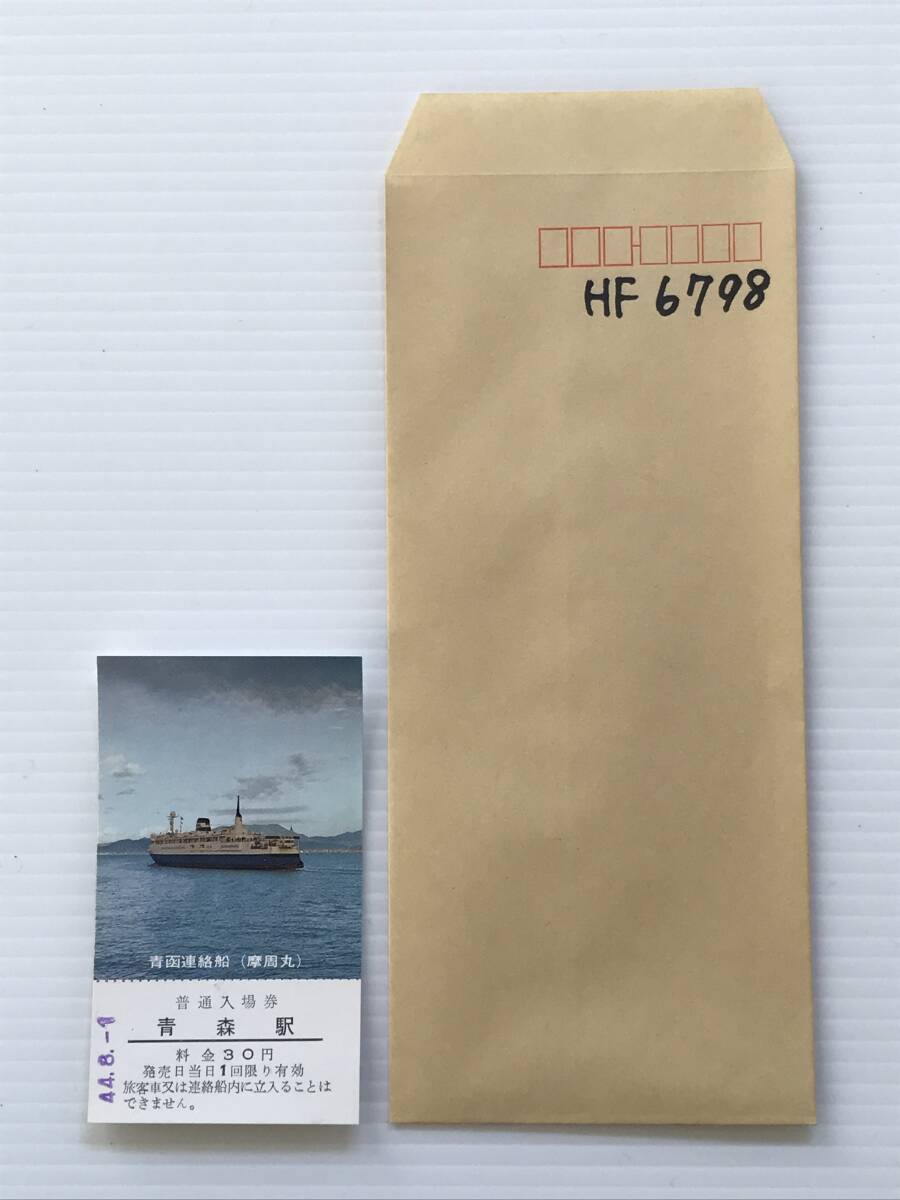 HF 6798
青函連絡船（摩周丸）
普通入場券
青森駅
料金30円
発売日当日1回限り有効
旅客車又は連絡船内に立入ることは
できません。
44.8.-1